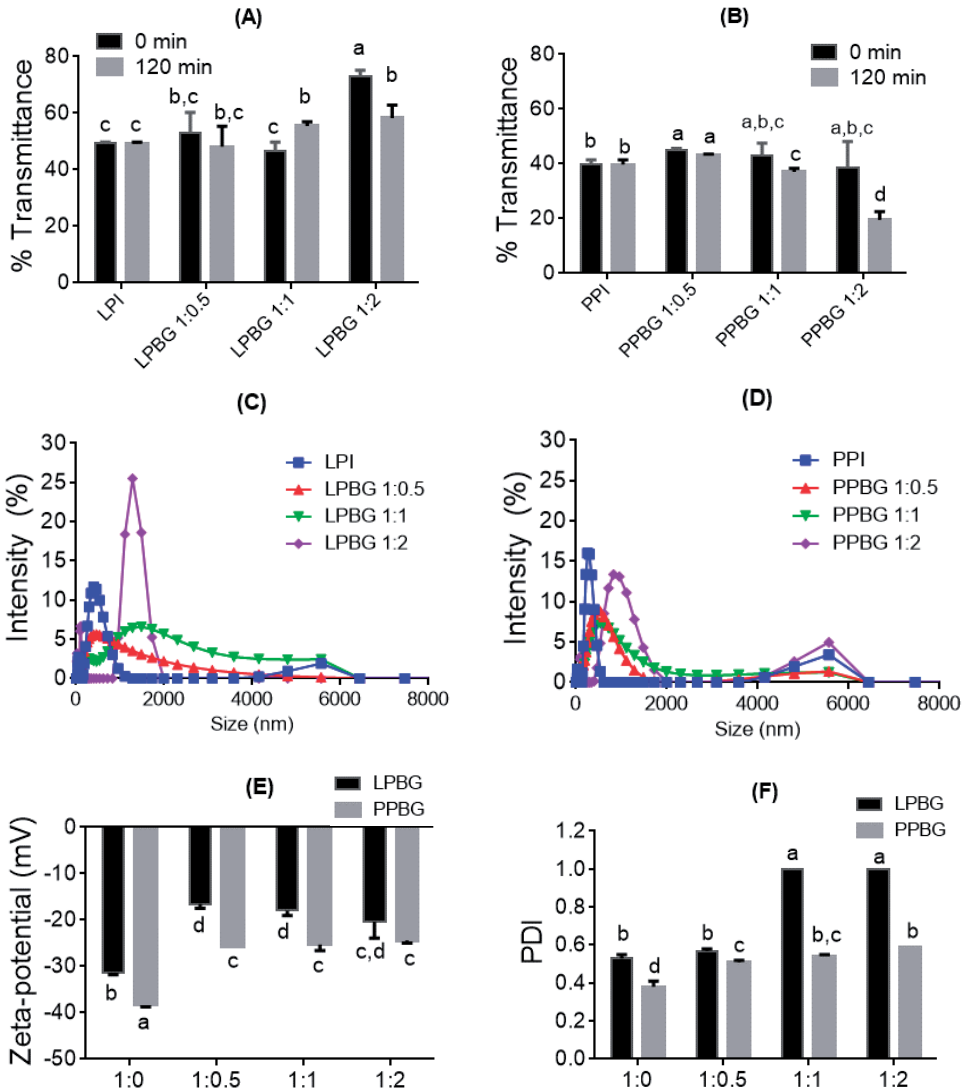 (A)
0 min
120 min
% Transmittance
80
60
40
20
0
c
c
b,c
b,c
c
b
a
b
LPI
LPBG 1:0.5
LPBG 1:1
LPBG 1:2
(B)
0 min
120 min
% Transmittance
80
60
40
20
0
b
b
a
a
a,b,c
c
a,b,c
d
PPI
PPBG 1:0.5
PPBG 1:1
PPBG 1:2
(C)
Intensity (%)
30
25
20
15
10
5
0
LPI
LPBG 1:0.5
LPBG 1:1
LPBG 1:2
0
2000
4000
6000
8000
Size (nm)
(D)
Intensity (%)
30
25
20
15
10
5
0
PPI
PPBG 1:0.5
PPBG 1:1
PPBG 1:2
0
2000
4000
6000
8000
Size (nm)
(E)
LPBG
PPBG
Zeta-potential (mV)
0
-10
-20
-30
-40
-50
b
a
d
c
d
c
c,d
c
1:0
1:0.5
1:1
1:2
(F)
LPBG
PPBG
PDI
1.2
1.0
0.8
0.6
0.4
0.2
0.0
b
d
b
c
a
b,c
a
b
1:0
1:0.5
1:1
1:2